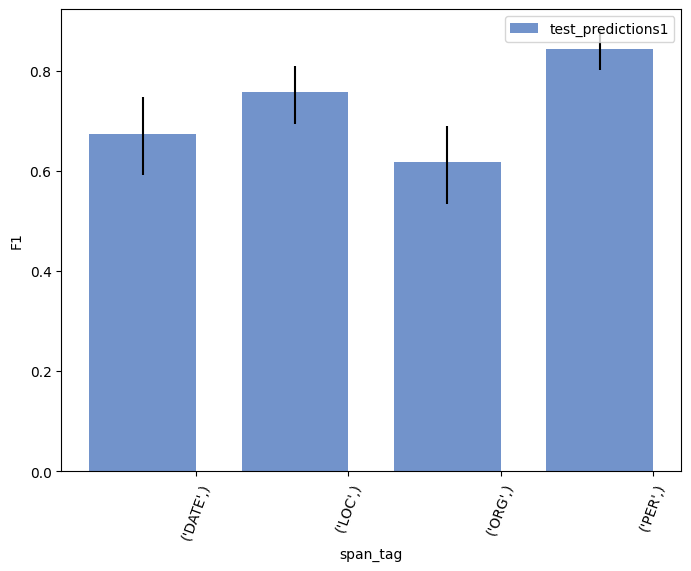 test_predictions1
0.8
0.6
0.4
0.2
0.0
F1
('DATE',)
('LOC',)
('ORG',)
('PER',)
span_tag